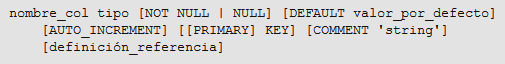 nombre_col tipo [NOT NULL | NULL] [DEFAULT valor_por_defecto]
[AUTO_INCREMENT] [[PRIMARY] KEY] [COMMENT 'string']
[definición_referencia]